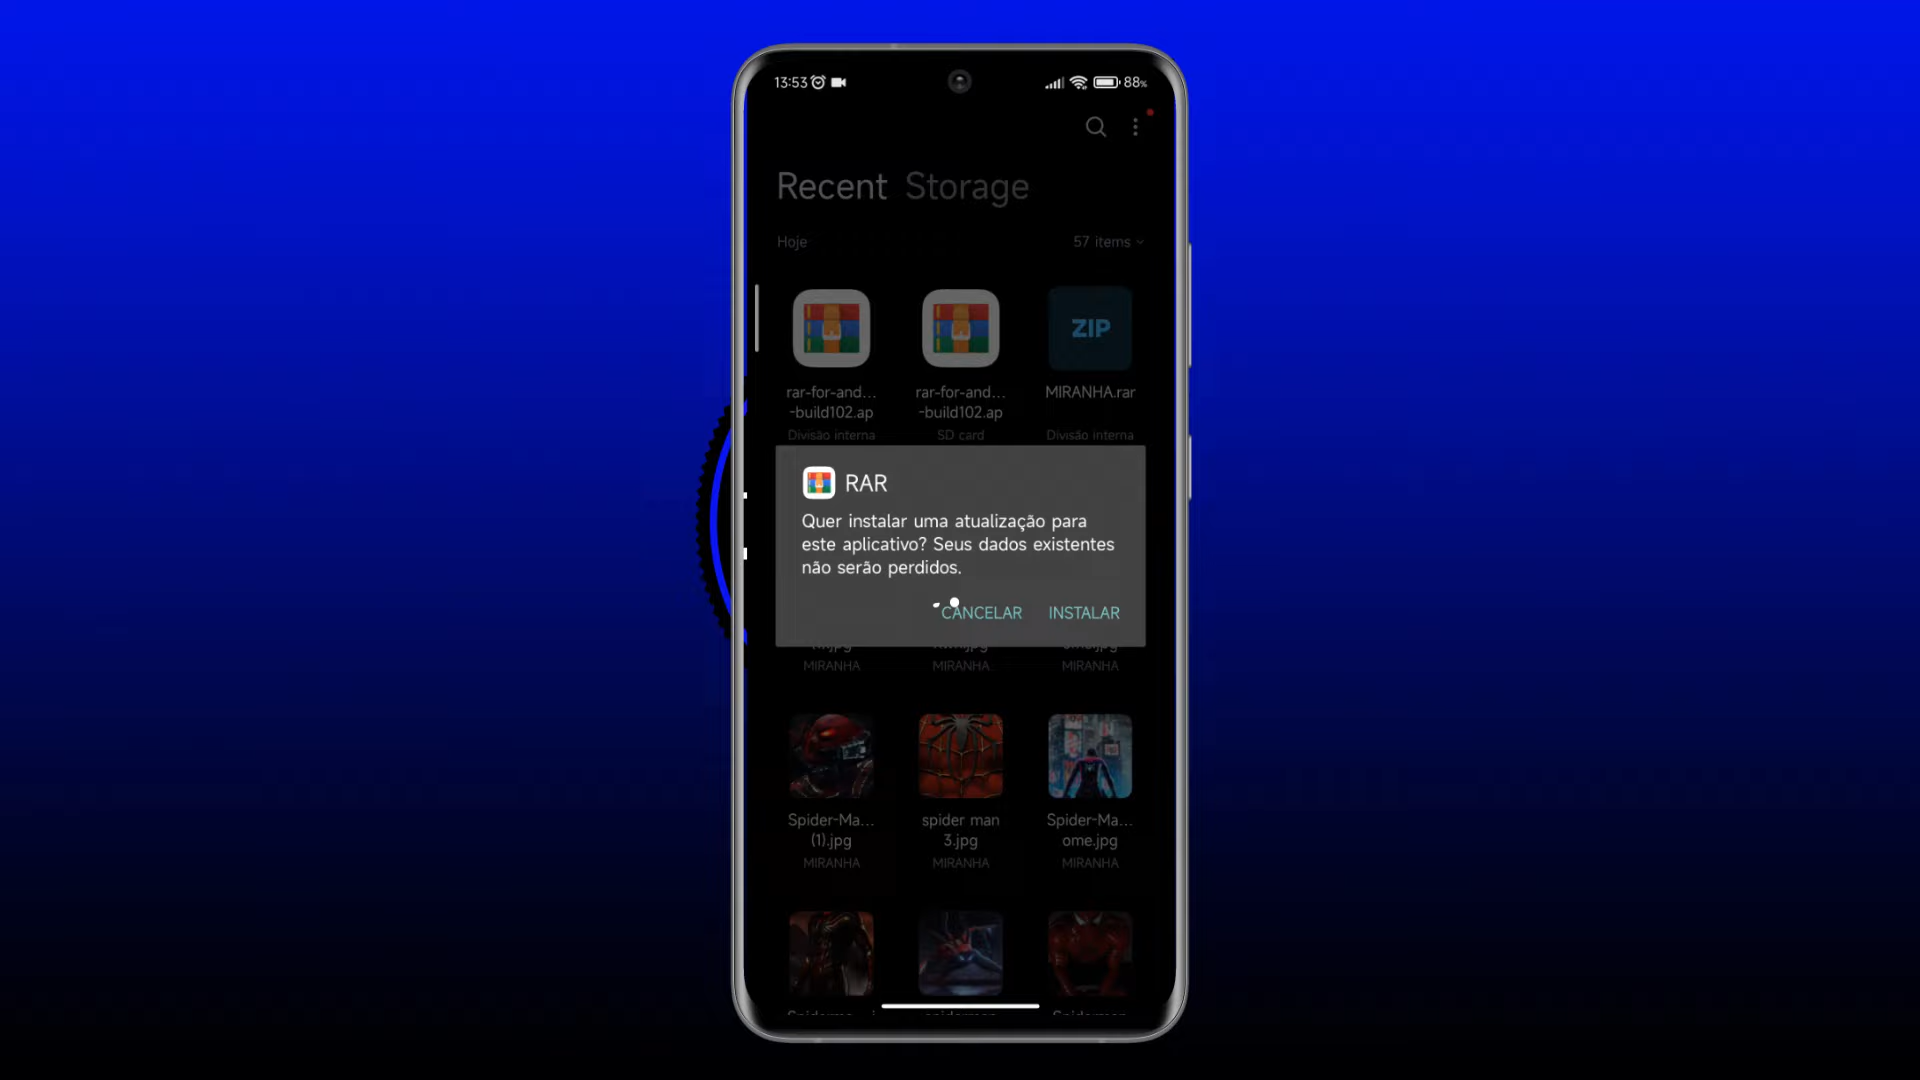 13:53
88%
Recent Storage
Hoje
57 items
rar-for-and...
-build102.ap
Divisão interna
rar-for-and...
-build102.ap
SD card
ZIP
MIRANHA.rar
Divisão interna
RAR
Quer instalar uma atualização para
este aplicativo? Seus dados existentes
não serão perdidos.
CANCELAR INSTALAR
MIRANHA
MIRANHA
MIRANHA
Spider-Ma...
(1).jpg
MIRANHA
spider man
3.jpg
MIRANHA
Spider-Ma...
ome.jpg
MIRANHA